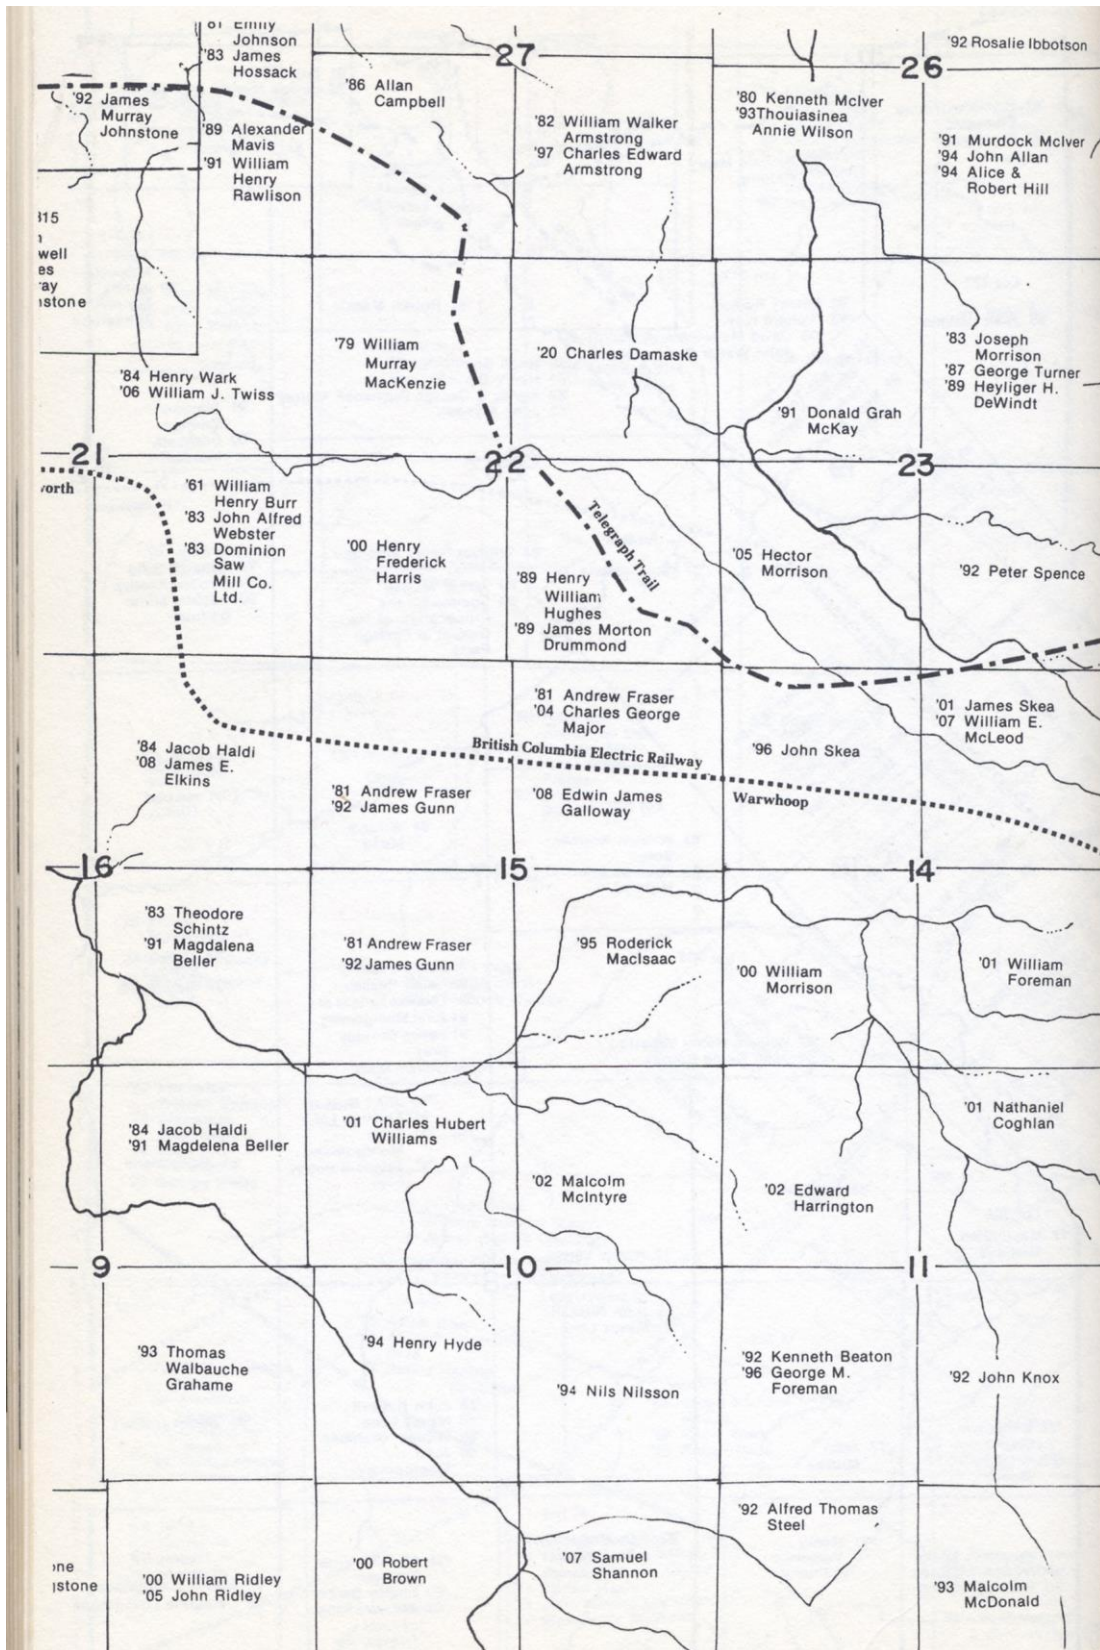 Emily
Johnson
'83 James
Hossack
27
'92 Rosalie Ibbotson
26
'86 Allan
Campbell
'92 James
Murray
Johnstone
'89 Alexander
Mavis
'91 William
Henry
Rawlison
'82 William Walker
Armstrong
'97 Charles Edward
Armstrong
'80 Kenneth McIver
'93Thouiasinea
Annie Wilson
'91 Murdock McIver
'94 John Allan
'94 Alice &
Robert Hill
315
well
es
ray
nstone
'79 William
Murray
MacKenzie
'20 Charles Damaske
'83 Joseph
Morrison
'87 George Turner
'89 Heyliger H.
DeWindt
'84 Henry Wark
'06 William J. Twiss
'91 Donald Grah
McKay
21
22
23
vorth
'61 William
Henry Burr
'83 John Alfred
Webster
'83 Dominion
Saw
Mill Co.
Ltd.
'00 Henry
Frederick
Harris
Telegraph Trail
'89 Henry
William
Hughes
'89 James Morton
Drummond
'05 Hector
Morrison
'92 Peter Spence
'81 Andrew Fraser
'04 Charles George
Major
'01 James Skea
'07 William E.
McLeod
'84 Jacob Haldi
'08 James E.
Elkins
British Columbia Electric Railway
'96 John Skea
'81 Andrew Fraser
'92 James Gunn
'08 Edwin James
Galloway
Warwhoop
16
15
14
'83 Theodore
Schintz
'91 Magdalena
Beller
'81 Andrew Fraser
'92 James Gunn
'95 Roderick
MacIsaac
'00 William
Morrison
'01 William
Foreman
'84 Jacob Haldi
'91 Magdelena Beller
'01 Charles Hubert
Williams
'02 Malcolm
McIntyre
'02 Edward
Harrington
'01 Nathaniel
Coghlan
9
10
11
'93 Thomas
Walbauche
Grahame
'94 Henry Hyde
'94 Nils Nilsson
'92 Kenneth Beaton
'96 George M.
Foreman
'92 John Knox
'92 Alfred Thomas
Steel
one
gstone
'00 William Ridley
'05 John Ridley
'00 Robert
Brown
'07 Samuel
Shannon
'93 Malcolm
McDonald